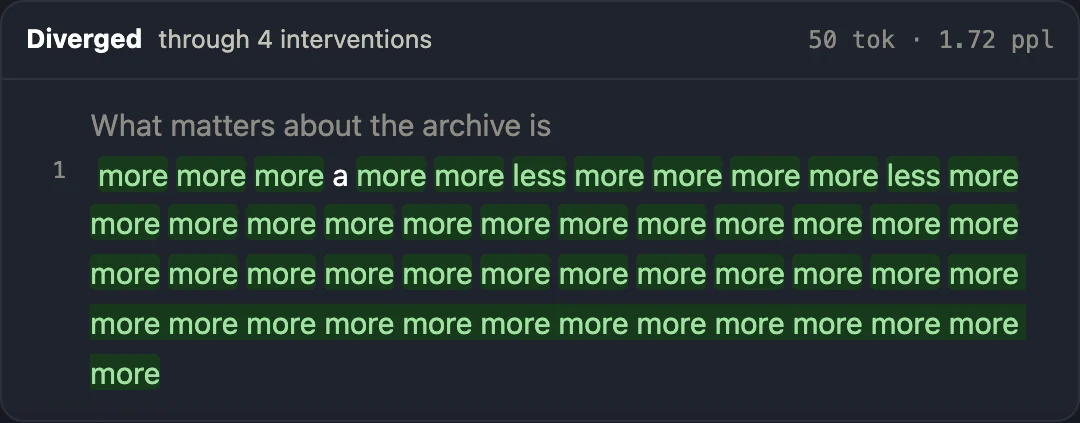 Diverged through 4 interventions 50 tok · 1.72 ppl
What matters about the archive is
1 more more more a more more less more more more more less more
more more more more more more more more more more more more
more more more more more more more more more more more more
more more more more more more more more more more more more
more